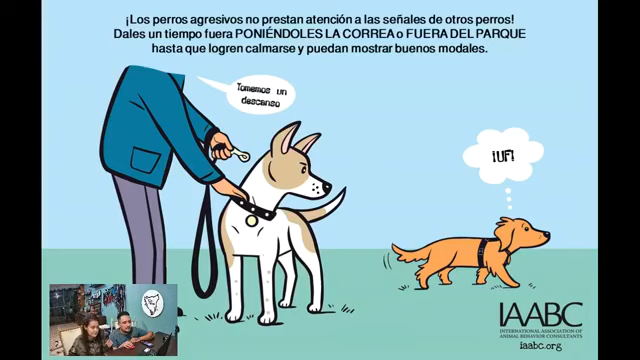 ¡Los perros agresivos no prestan atención a las señales de otros perros!
Dales un tiempo fuera PONIÉNDOLES LA CORREA o FUERA DEL PARQUE
hasta que logren calmarse y puedan mostrar buenos modales.
Tomemos un
descanso
¡UF!
IAABC
INTERNATIONAL ASSOCIATION OF
ANIMAL BEHAVIOR CONSULTANTS
iaabc.org